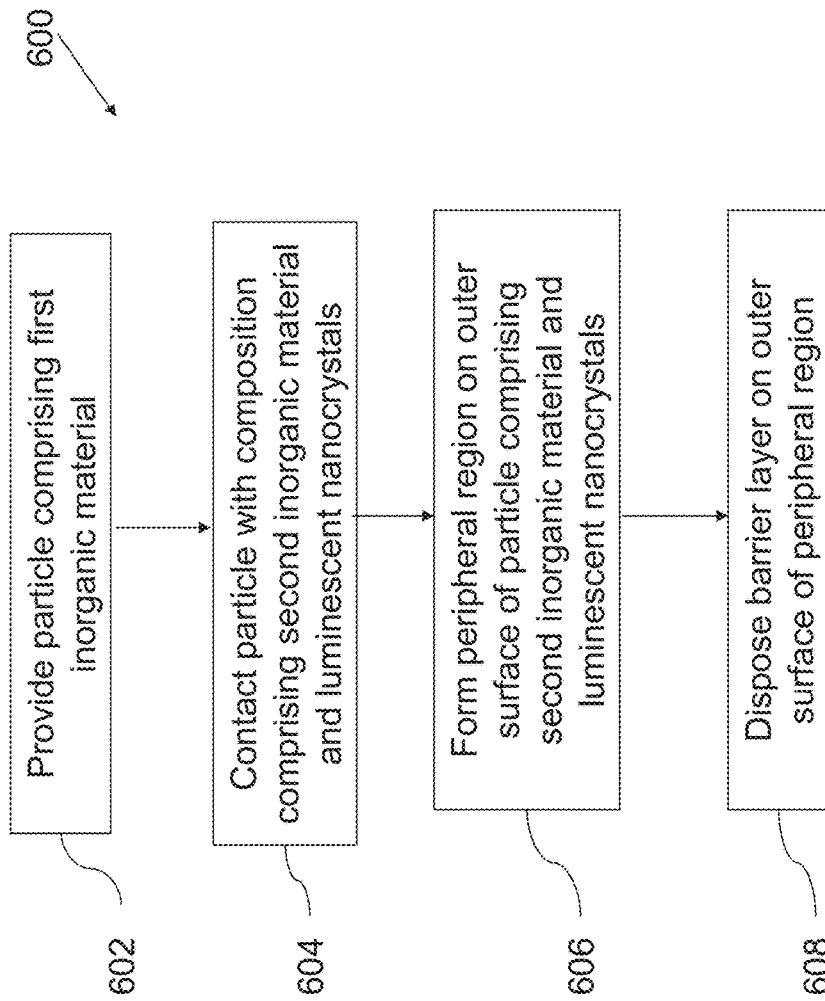 600
Provide particle comprising first
inorganic material
602
Contact particle with composition
comprising second inorganic material
and luminescent nanocrystals
604
Form peripheral region on outer
surface of particle comprising
second inorganic material and
luminescent nanocrystals
606
Dispose barrier layer on outer
surface of peripheral region
608